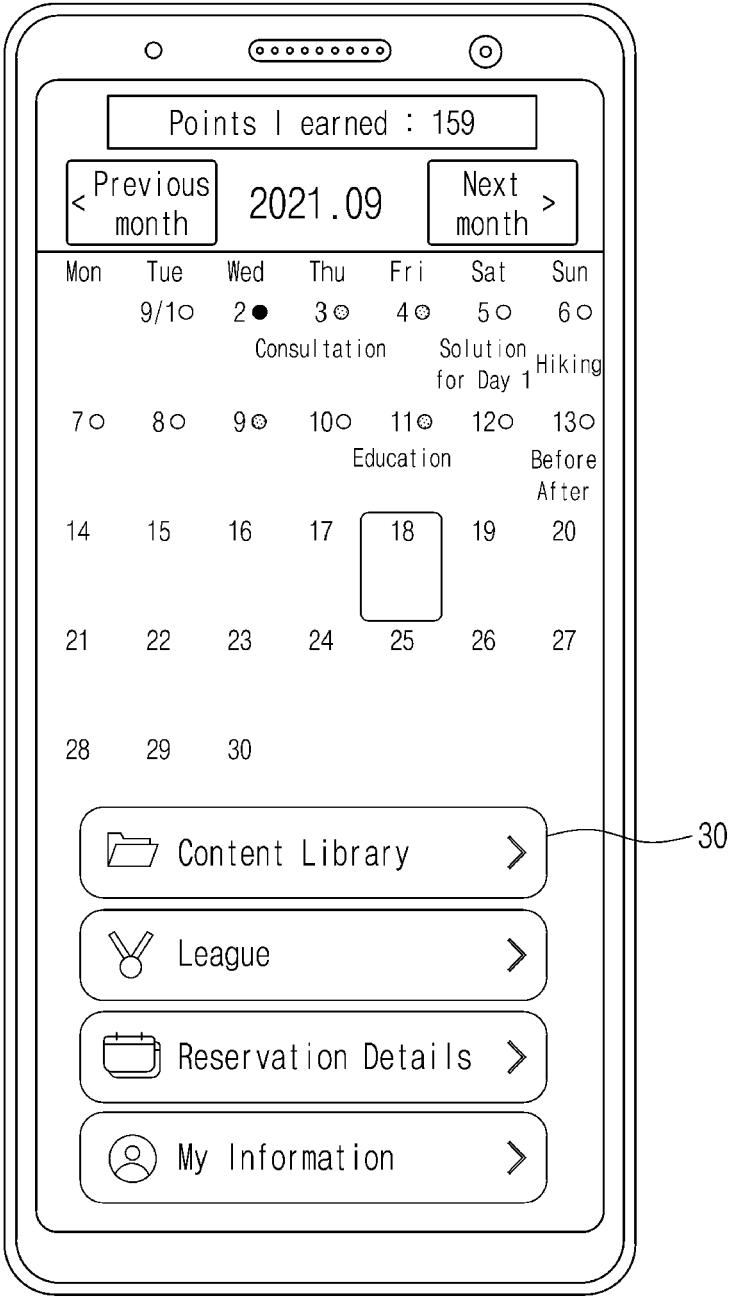 Points I earned : 159
< Previous month 2021.09 Next month >
Mon Tue Wed Thu Fri Sat Sun
9/1 2 3 4 5 6
Consultation Solution for Day 1 Hiking
7 8 9 10 11 12 13
Education Before After
14 15 16 17 18 19 20
21 22 23 24 25 26 27
28 29 30
Content Library >
30
League >
Reservation Details >
My Information >